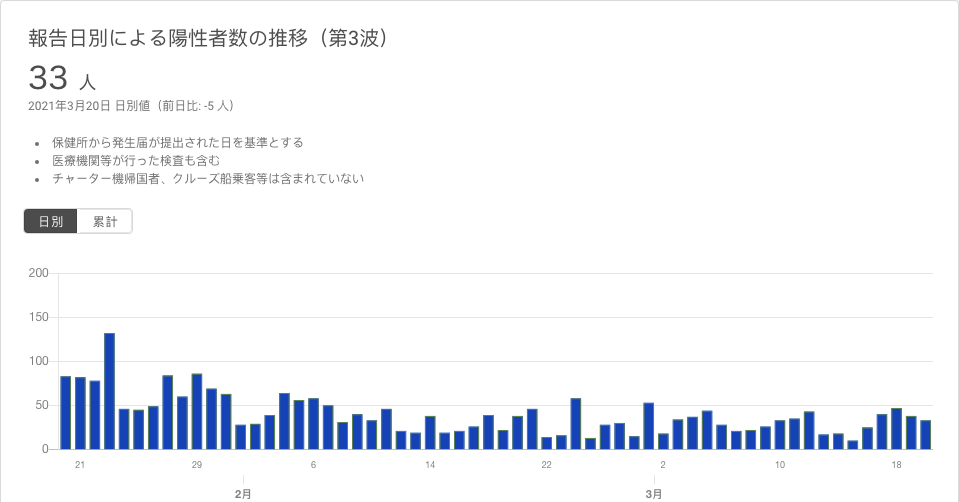 報告日別による陽性者数の推移（第3波）
33 人
2021年3月20日 日別値（前日比: -5 人）
• 保健所から発生届が提出された日を基準とする
• 医療機関等が行った検査も含む
• チャーター機帰国者、クルーズ船乗客等は含まれていない
日別 累計
200
150
100
50
0
21 29 6 14 22 2 10 18
2月 3月